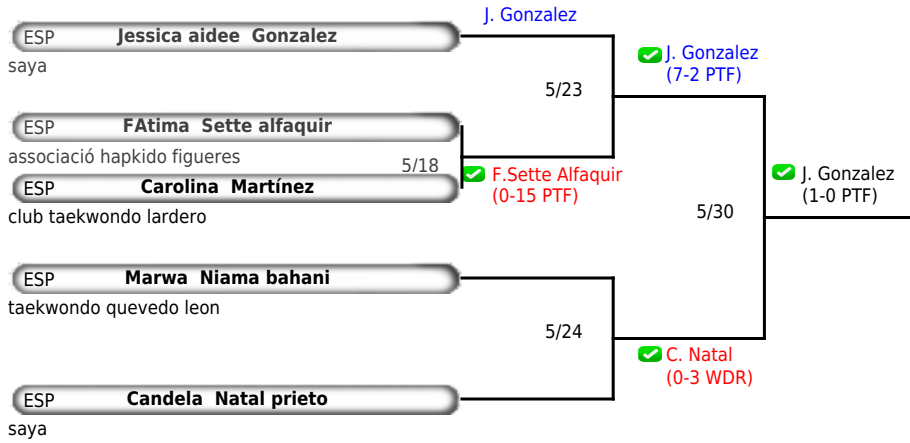 J. Gonzalez
ESP Jessica aidee Gonzalez
saya
J. Gonzalez
(7-2 PTF)
5/23
ESP FAtima Sette alfaquir
associació hapkido figueres
5/18
F.Sette Alfaquir
(0-15 PTF)
J. Gonzalez
(1-0 PTF)
ESP Carolina Martínez
club taekwondo lardero
5/30
ESP Marwa Niama bahani
taekwondo quevedo leon
5/24
C. Natal
(0-3 WDR)
ESP Candela Natal prieto
saya